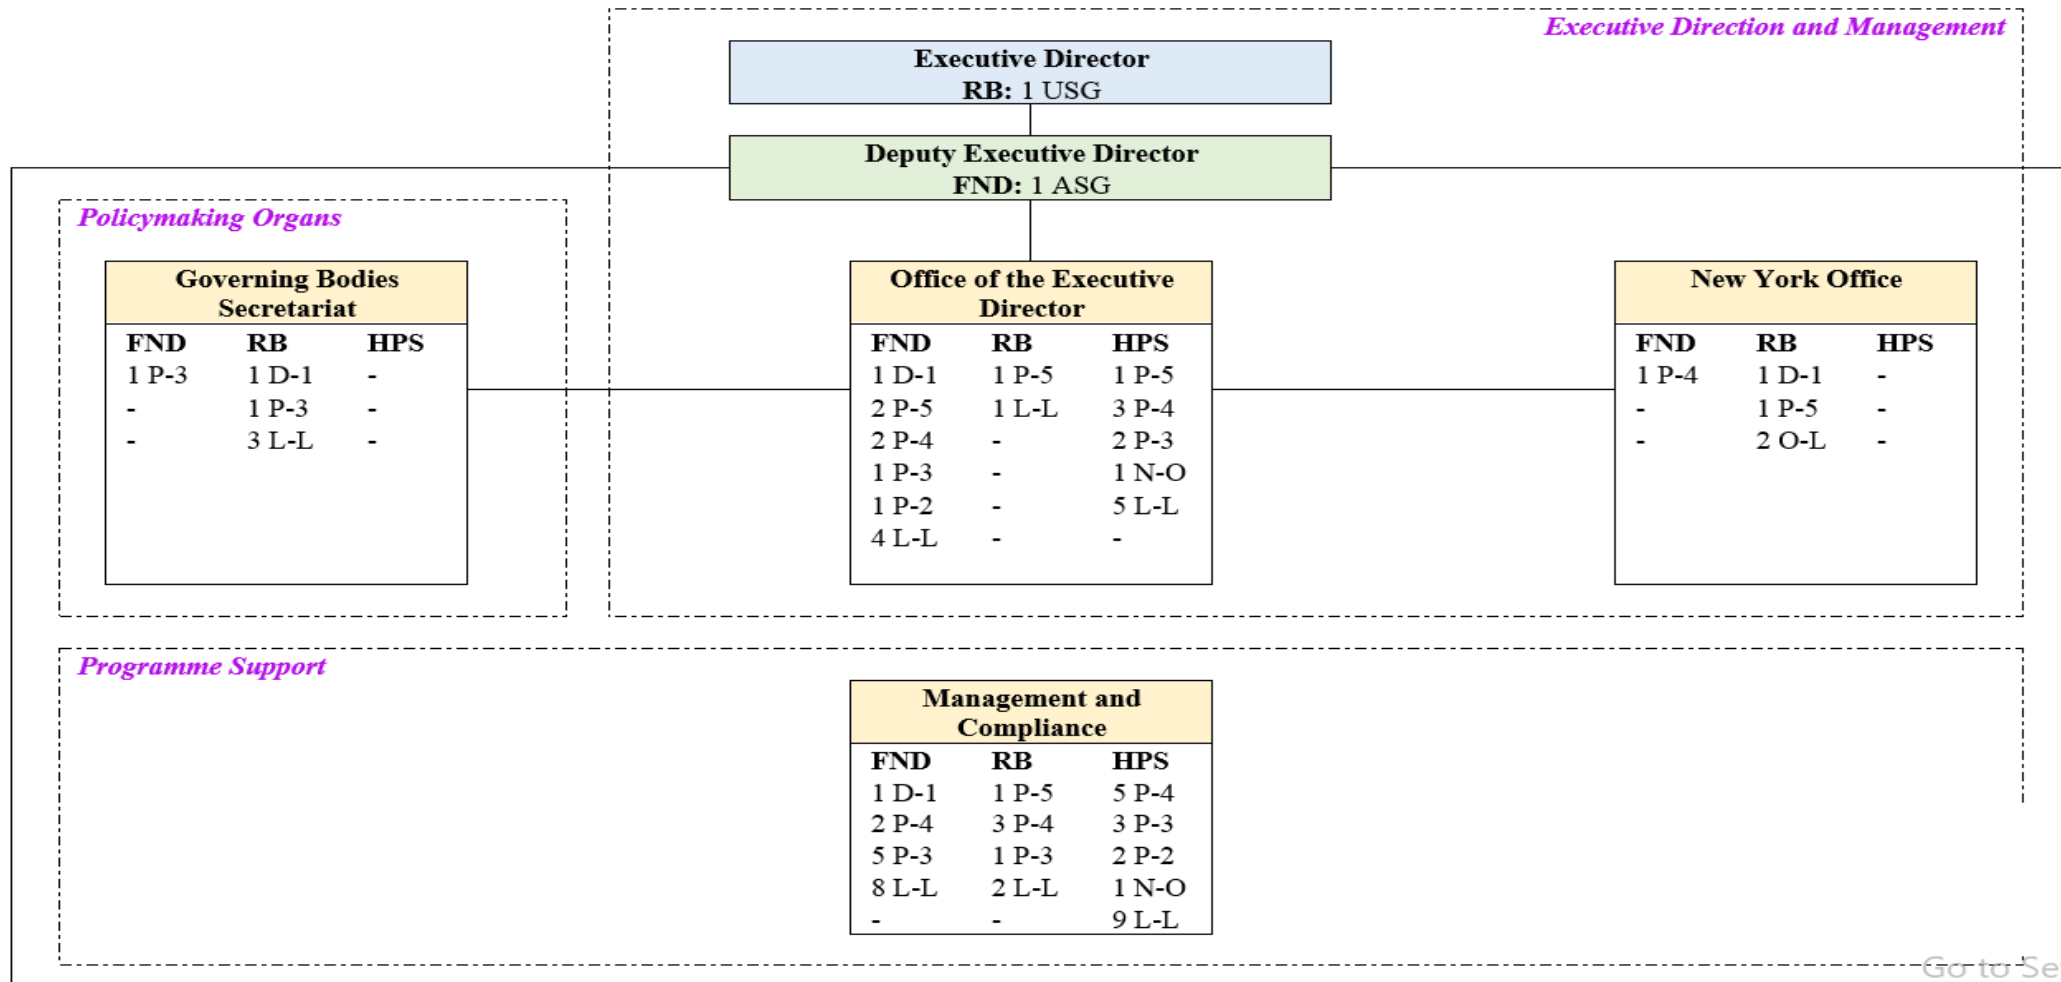 Executive Direction and Management
Executive Director
RB: 1 USG
Deputy Executive Director
FND: 1 ASG
Policymaking Organs
Governing Bodies
Secretariat
FND RB HPS
1 P-3 1 D-1 -
- 1 P-3 -
- 3 L-L -
Office of the Executive
Director
FND RB HPS
1 D-1 1 P-5 1 P-5
2 P-5 1 L-L 3 P-4
2 P-4 - 2 P-3
1 P-3 - 1 N-O
1 P-2 - 5 L-L
4 L-L - -
New York Office
FND RB HPS
1 P-4 1 D-1 -
- 1 P-5 -
- 2 O-L -
Programme Support
Management and
Compliance
FND RB HPS
1 D-1 1 P-5 5 P-4
2 P-4 3 P-4 3 P-3
5 P-3 1 P-3 2 P-2
8 L-L 2 L-L 1 N-O
- - 9 L-L
Go to Se